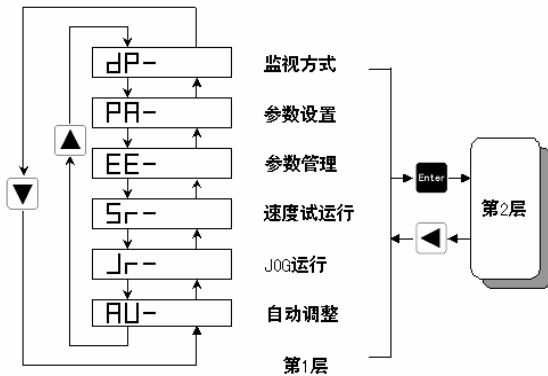 dP- 监视方式
PA- 参数设置
EE- 参数管理
Enter
Sr- 速度试运行
第2层
Jr- JOG运行
AU- 自动调整
第1层